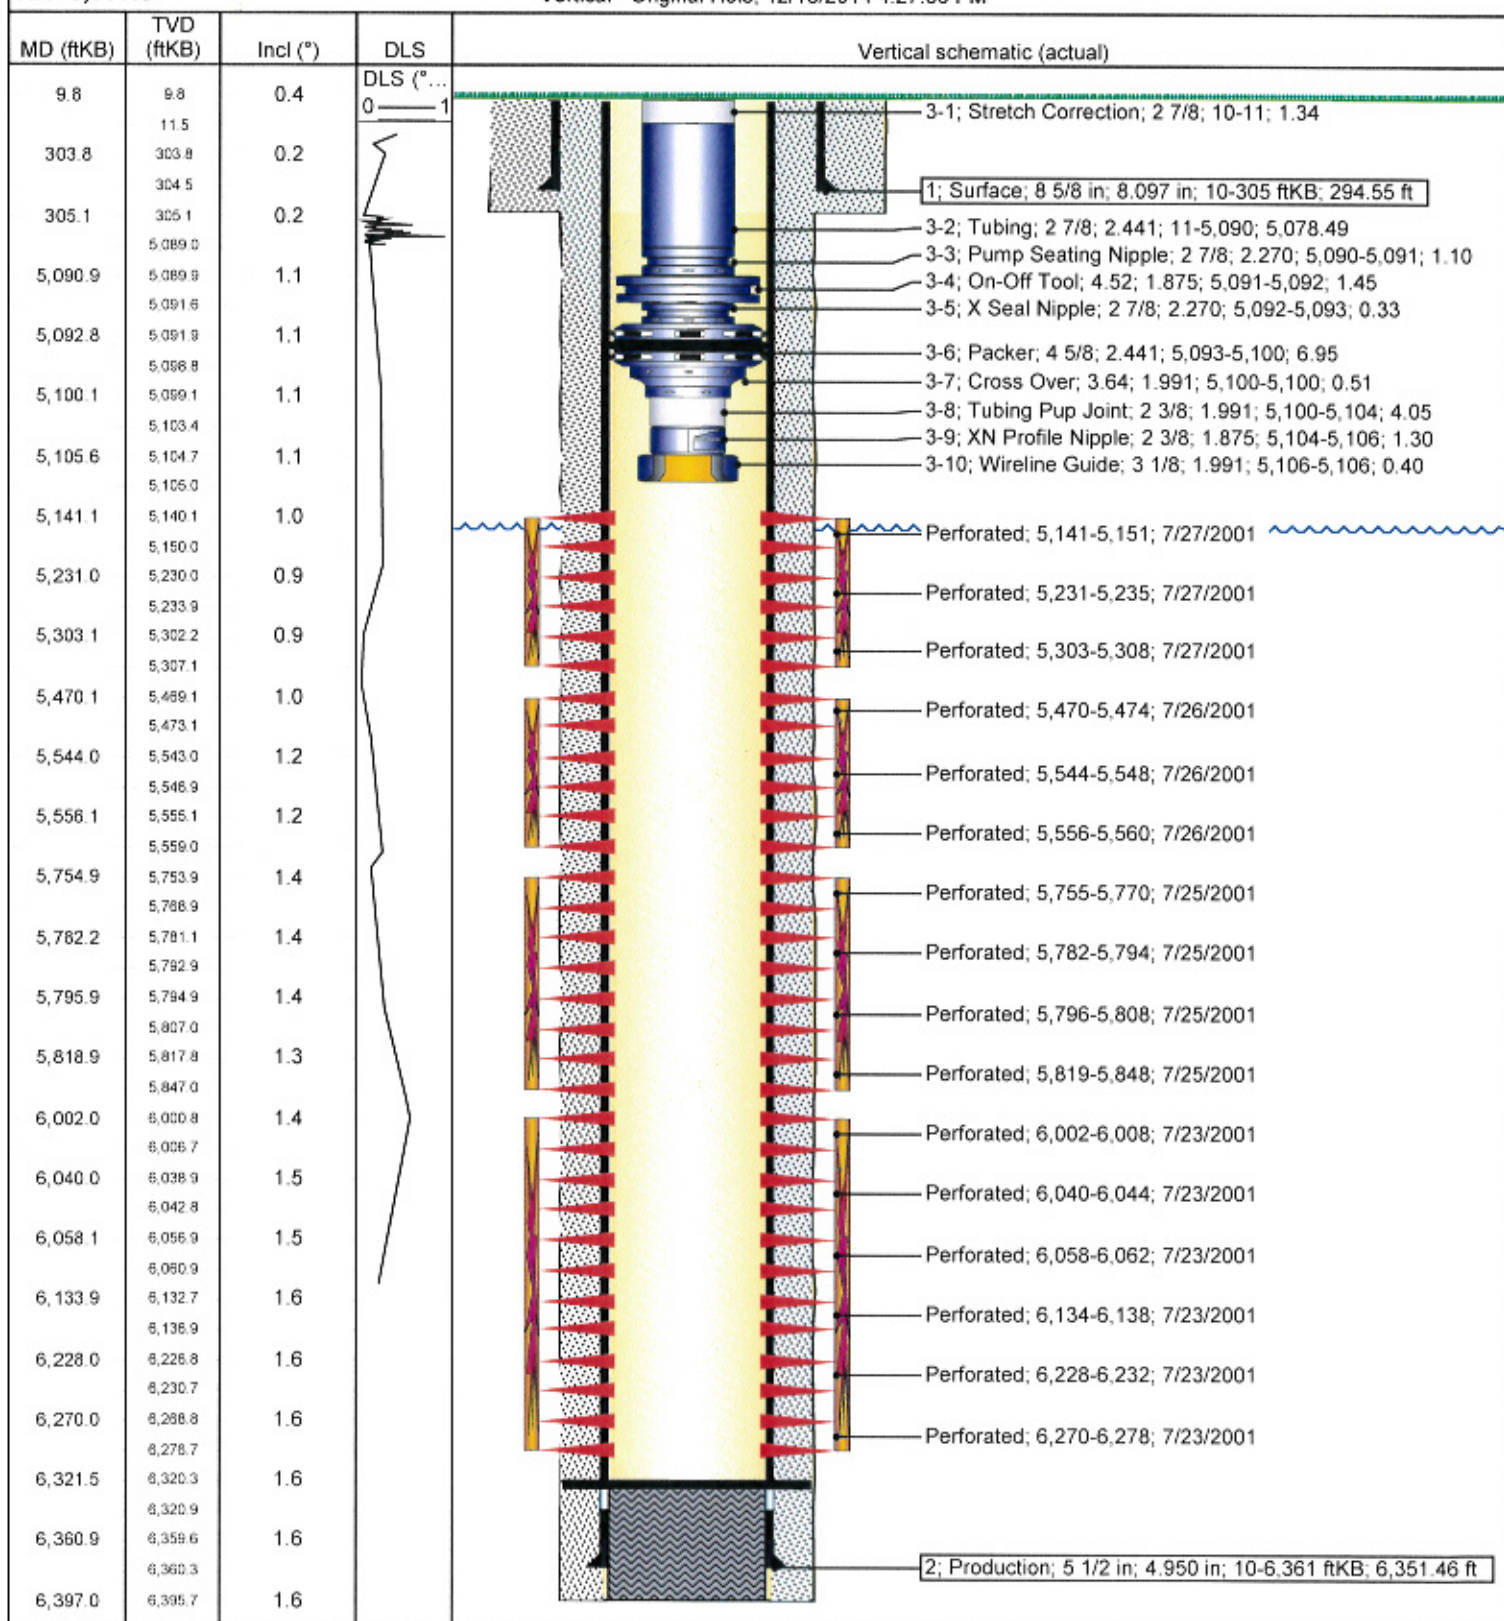 Vertical - Original Hole, 12/16/2014 1:27:53 PM
MD (ftKB)
TVD (ftKB)
Incl (°)
DLS
Vertical schematic (actual)
DLS (°...
0 1
9.8 9.8 0.4
11.5
303.8 303.8 0.2
304.5
305.1 305.1 0.2
5,089.0
5,090.9 5,089.9 1.1
5,091.6
5,092.8 5,091.9 1.1
5,098.8
5,100.1 5,099.1 1.1
5,103.4
5,105.6 5,104.7 1.1
5,105.0
5,141.1 5,140.1 1.0
5,150.0
5,231.0 5,230.0 0.9
5,233.9
5,303.1 5,302.2 0.9
5,307.1
5,470.1 5,469.1 1.0
5,473.1
5,544.0 5,543.0 1.2
5,546.9
5,556.1 5,555.1 1.2
5,559.0
5,754.9 5,753.9 1.4
5,768.9
5,782.2 5,781.1 1.4
5,792.9
5,795.9 5,794.9 1.4
5,807.0
5,818.9 5,817.8 1.3
5,847.0
6,002.0 6,000.8 1.4
6,006.7
6,040.0 6,038.9 1.5
6,042.8
6,058.1 6,056.9 1.5
6,060.9
6,133.9 6,132.7 1.6
6,136.9
6,228.0 6,226.8 1.6
6,230.7
6,270.0 6,268.8 1.6
6,276.7
6,321.5 6,320.3 1.6
6,320.9
6,360.9 6,359.6 1.6
6,360.3
6,397.0 6,395.7 1.6
3-1; Stretch Correction; 2 7/8; 10-11; 1.34
1; Surface; 8 5/8 in; 8.097 in; 10-305 ftKB; 294.55 ft
3-2; Tubing; 2 7/8; 2.441; 11-5,090; 5,078.49
3-3; Pump Seating Nipple; 2 7/8; 2.270; 5,090-5,091; 1.10
3-4; On-Off Tool; 4.52; 1.875; 5,091-5,092; 1.45
3-5; X Seal Nipple; 2 7/8; 2.270; 5,092-5,093; 0.33
3-6; Packer; 4 5/8; 2.441; 5,093-5,100; 6.95
3-7; Cross Over; 3.64; 1.991; 5,100-5,100; 0.51
3-8; Tubing Pup Joint; 2 3/8; 1.991; 5,100-5,104; 4.05
3-9; XN Profile Nipple; 2 3/8; 1.875; 5,104-5,106; 1.30
3-10; Wireline Guide; 3 1/8; 1.991; 5,106-5,106; 0.40
Perforated; 5,141-5,151; 7/27/2001
Perforated; 5,231-5,235; 7/27/2001
Perforated; 5,303-5,308; 7/27/2001
Perforated; 5,470-5,474; 7/26/2001
Perforated; 5,544-5,548; 7/26/2001
Perforated; 5,556-5,560; 7/26/2001
Perforated; 5,755-5,770; 7/25/2001
Perforated; 5,782-5,794; 7/25/2001
Perforated; 5,796-5,808; 7/25/2001
Perforated; 5,819-5,848; 7/25/2001
Perforated; 6,002-6,008; 7/23/2001
Perforated; 6,040-6,044; 7/23/2001
Perforated; 6,058-6,062; 7/23/2001
Perforated; 6,134-6,138; 7/23/2001
Perforated; 6,228-6,232; 7/23/2001
Perforated; 6,270-6,278; 7/23/2001
2; Production; 5 1/2 in; 4.950 in; 10-6,361 ftKB; 6,351.46 ft